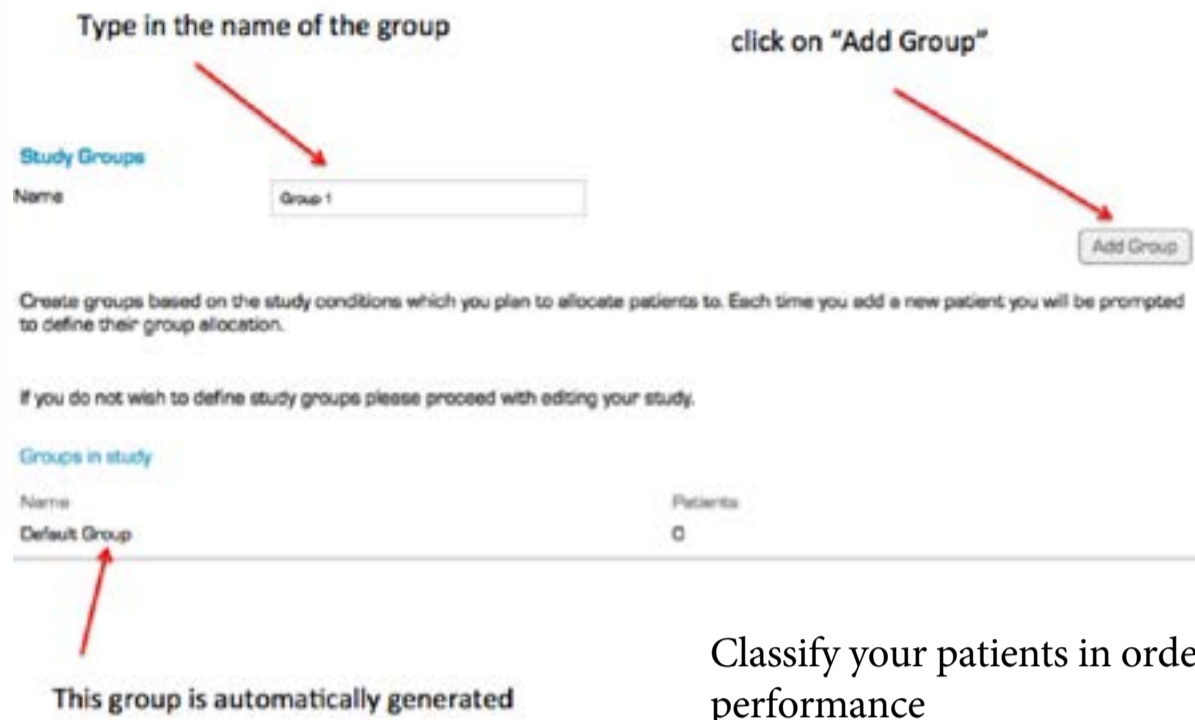 Type in the name of the group
click on "Add Group"
Study Groups
Name
Group 1
Add Group
Create groups based on the study conditions which you plan to allocate patients to. Each time you add a new patient you will be prompted
to define their group allocation.
If you do not wish to define study groups please proceed with editing your study.
Groups in study
Name Patients
Default Group 0
This group is automatically generated
Classify your patients in orde
performance